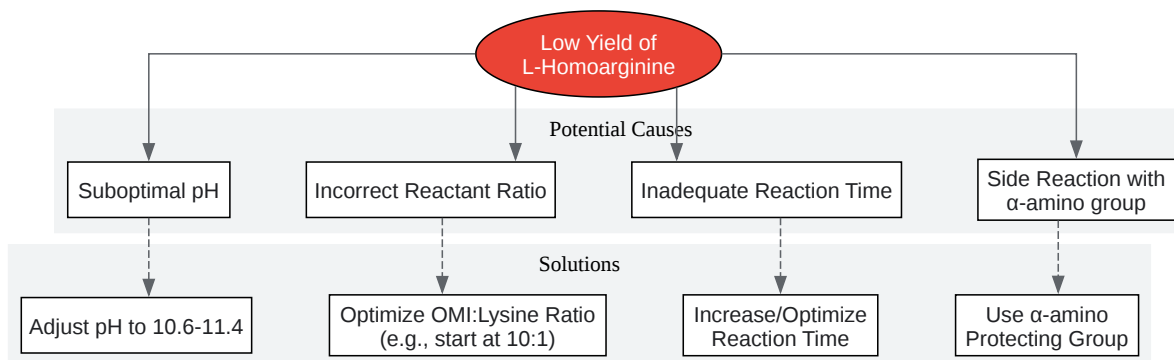 Low Yield of
L-Homoarginine
Potential Causes
Suboptimal pH
Incorrect Reactant Ratio
Inadequate Reaction Time
Side Reaction with
α-amino group
Solutions
Adjust pH to 10.6-11.4
Optimize OMI:Lysine Ratio
(e.g., start at 10:1)
Increase/Optimize
Reaction Time
Use α-amino
Protecting Group